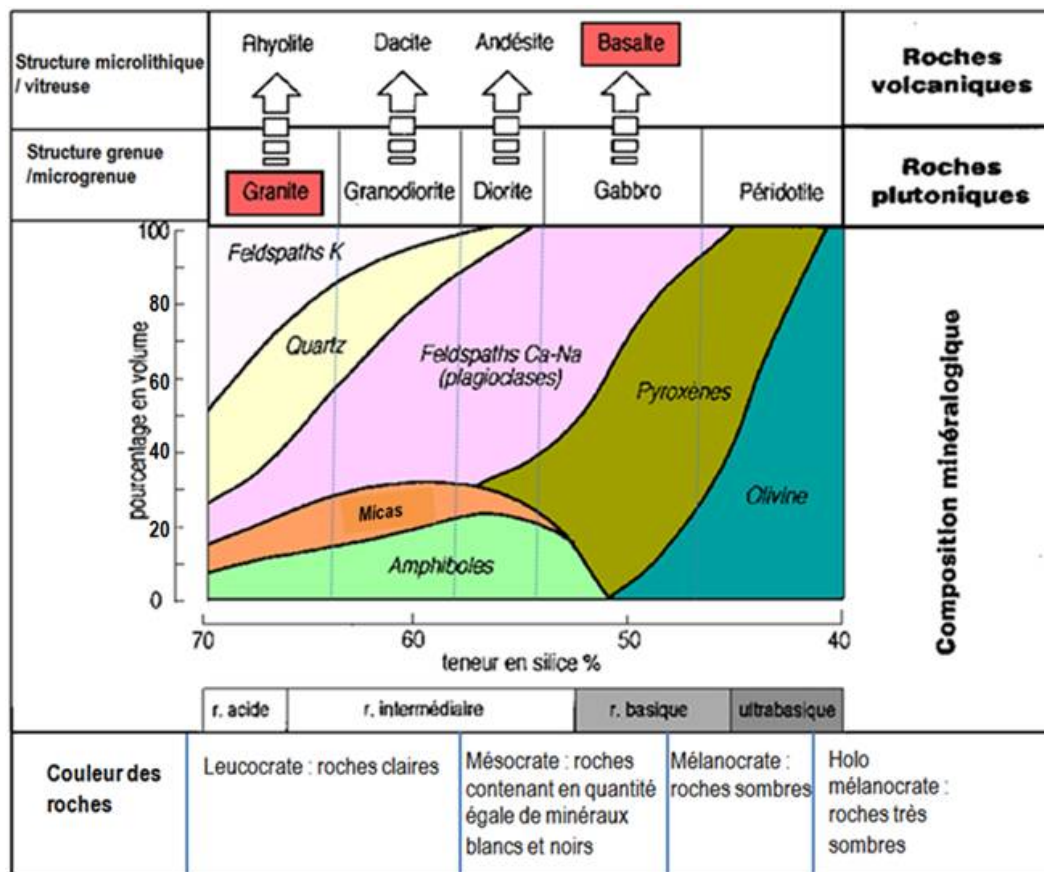 Structure microlithique
/ vitreuse
Rhyolite
Dacite
Andésite
Basalte
Roches
volcaniques
Structure grenue
/microgrenue
Granite
Granodiorite
Diorite
Gabbro
Péridotite
Roches
plutoniques
pourcentage en volume
100
80
60
40
20
0
Feldspaths K
Quartz
Feldspaths Ca-Na
(plagioclases)
Pyroxènes
Olivine
Micas
Amphiboles
Composition minéralogique
70
60
50
40
teneur en silice %
r. acide
r. intermédiaire
r. basique
ultrabasique
Couleur des
roches
Leucocrate : roches claires
Mésocrate : roches
contenant en quantité
égale de minéraux
blancs et noirs
Mélanocrate :
roches sombres
Holo
mélanocrate :
roches très
sombres